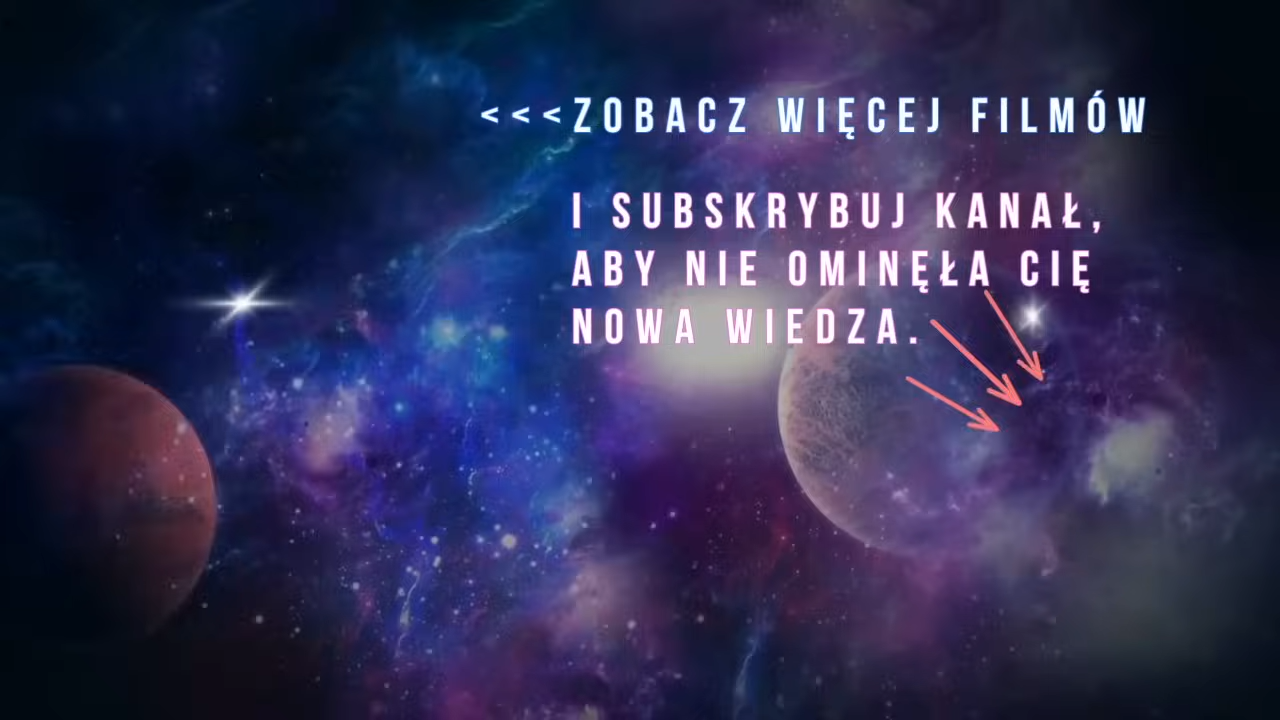 <<<ZOBACZ WIĘCEJ FILMÓW
I SUBSKRYBUJ KANAŁ,
ABY NIE OMINĘŁA CIĘ
NOWA WIEDZA.